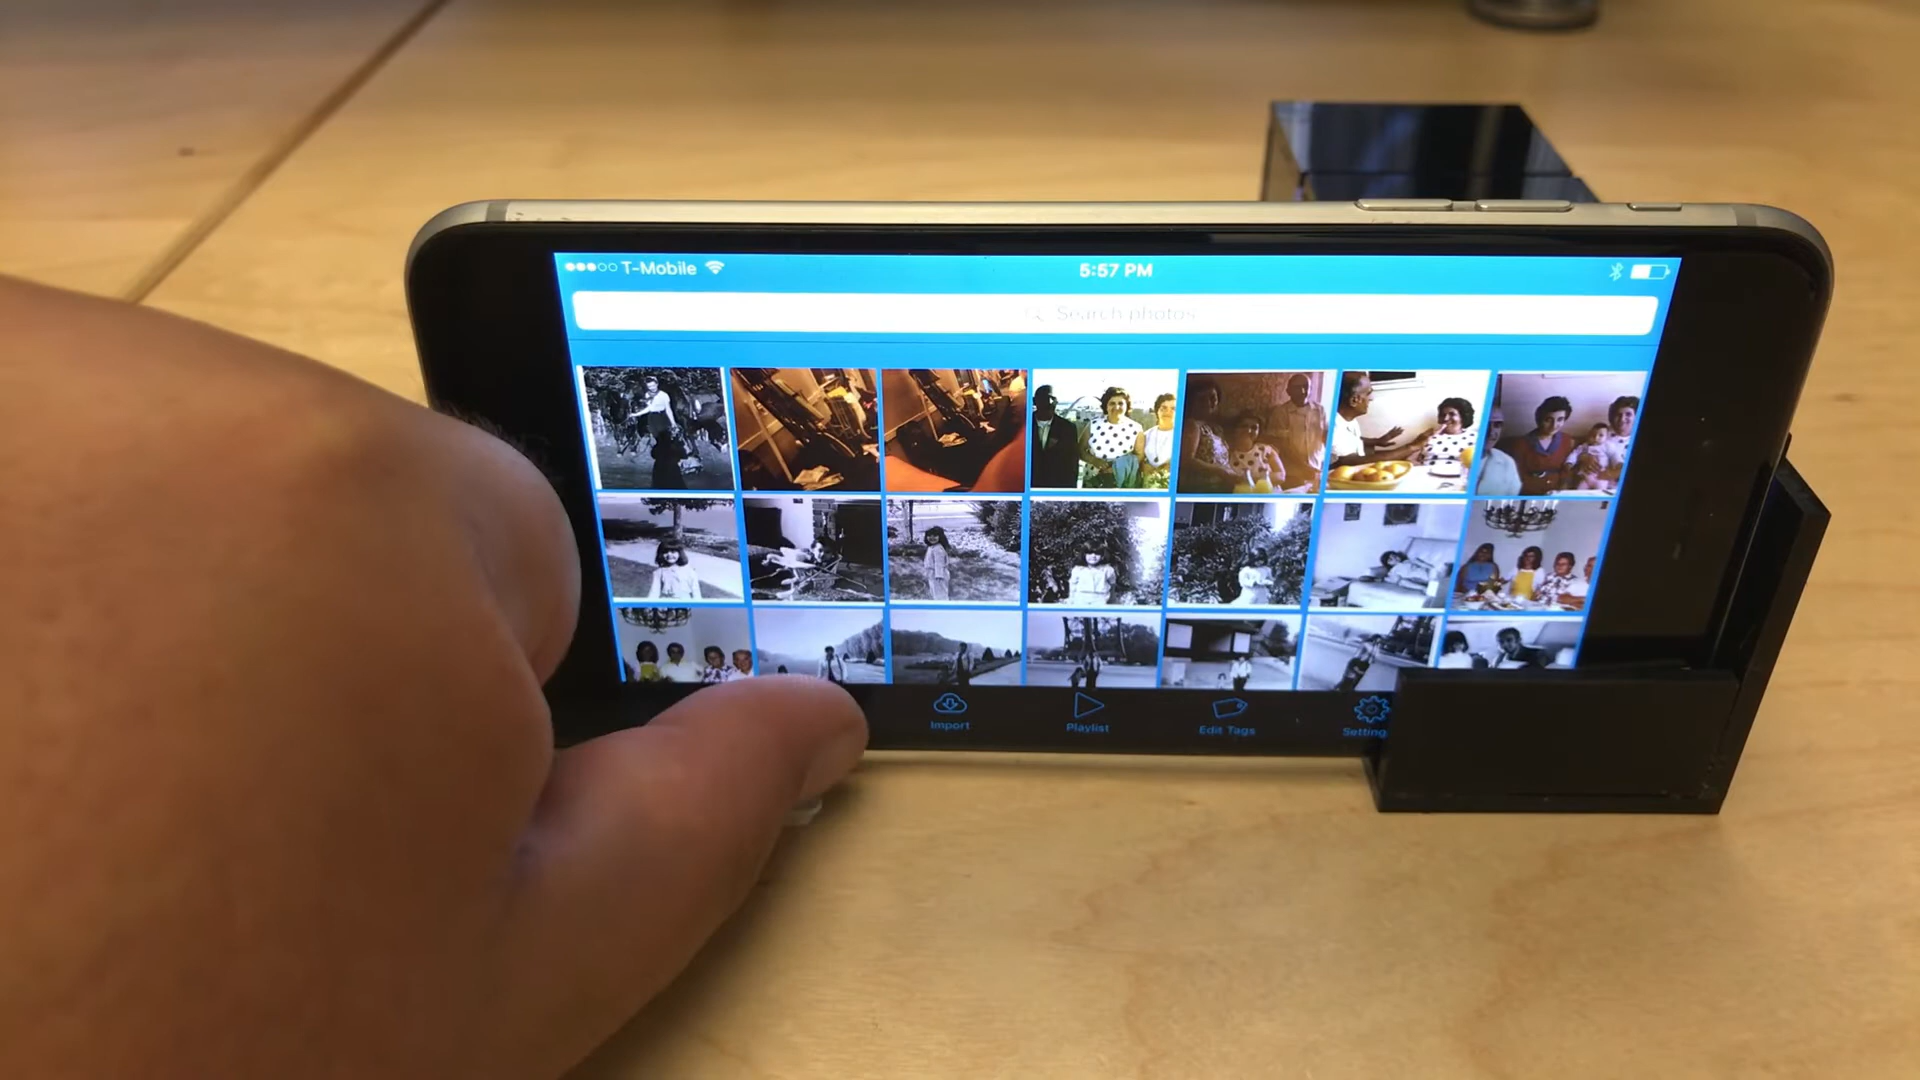 T-Mobile
5:57 PM
Search photos
Import
Playlist
Edit Tags
Setting